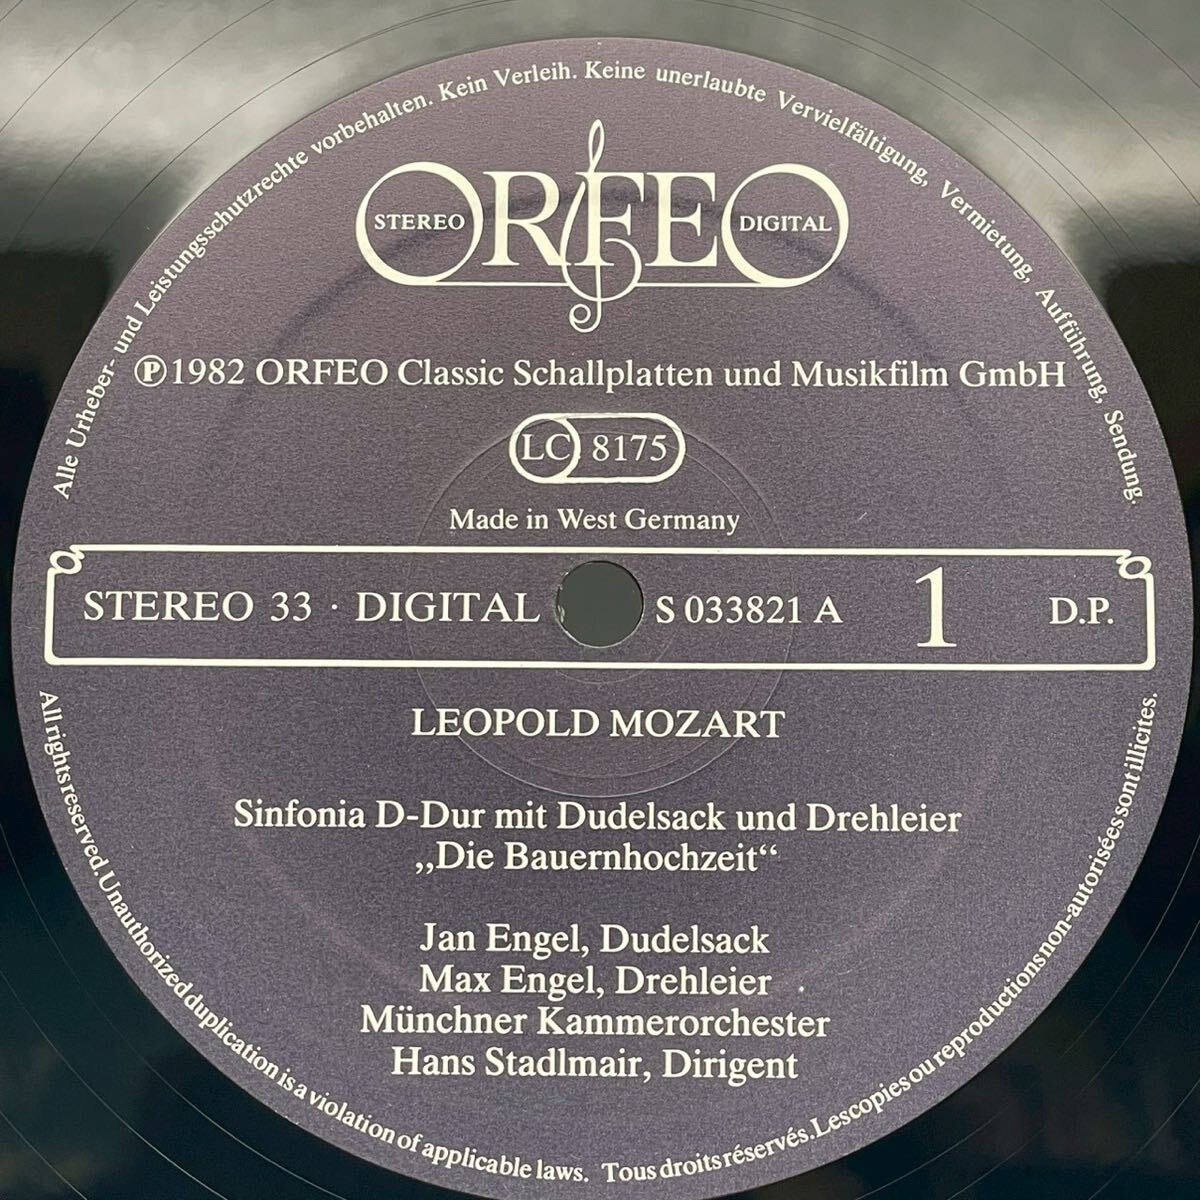 Alle Urheber- und Leistungsschutzrechte vorbehalten. Kein Verleih. Keine unerlaubte Vervielfältigung, Vermietung, Aufführung, Sendung.
ORFEO
STEREO DIGITAL
℗1982 ORFEO Classic Schallplatten und Musikfilm GmbH
LC 8175
Made in West Germany
STEREO 33 · DIGITAL S 033821 A 1 D.P.
LEOPOLD MOZART
Sinfonia D-Dur mit Dudelsack und Drehleier
„Die Bauernhochzeit“
Jan Engel, Dudelsack
Max Engel, Drehleier
Münchner Kammerorchester
Hans Stadlmair, Dirigent
All rights reserved. Unauthorized duplication is a violation of applicable laws. Tous droits réservés. Les copies ou reproductions non-autorisées sont illicites.